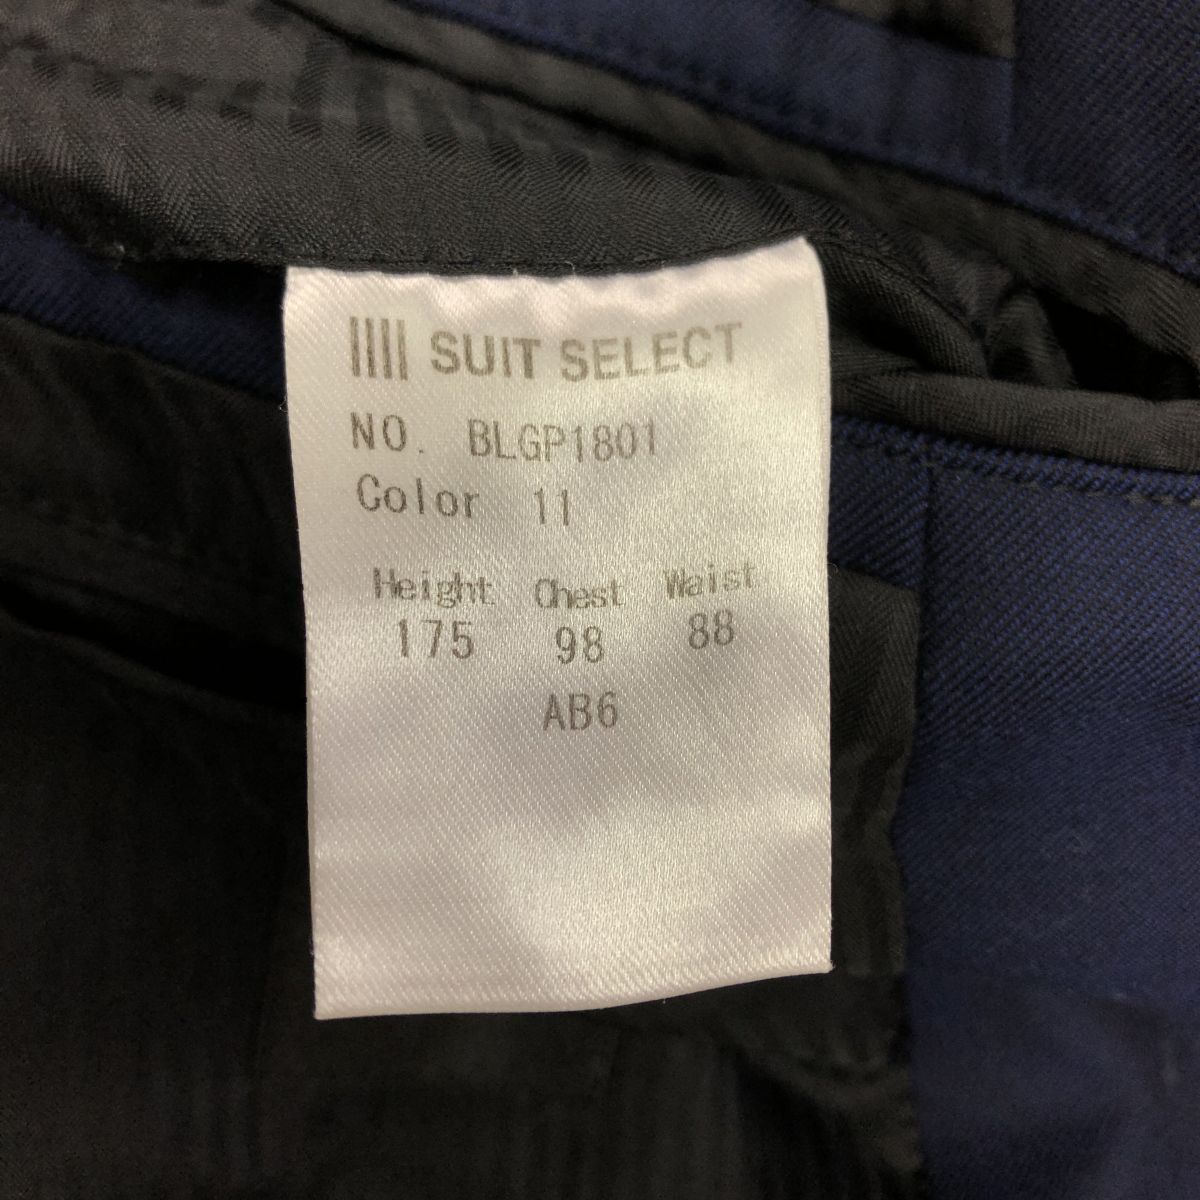 SUIT SELECT
NO. BLGP1801
Color 11
Height Chest Waist
175 98 88
AB6